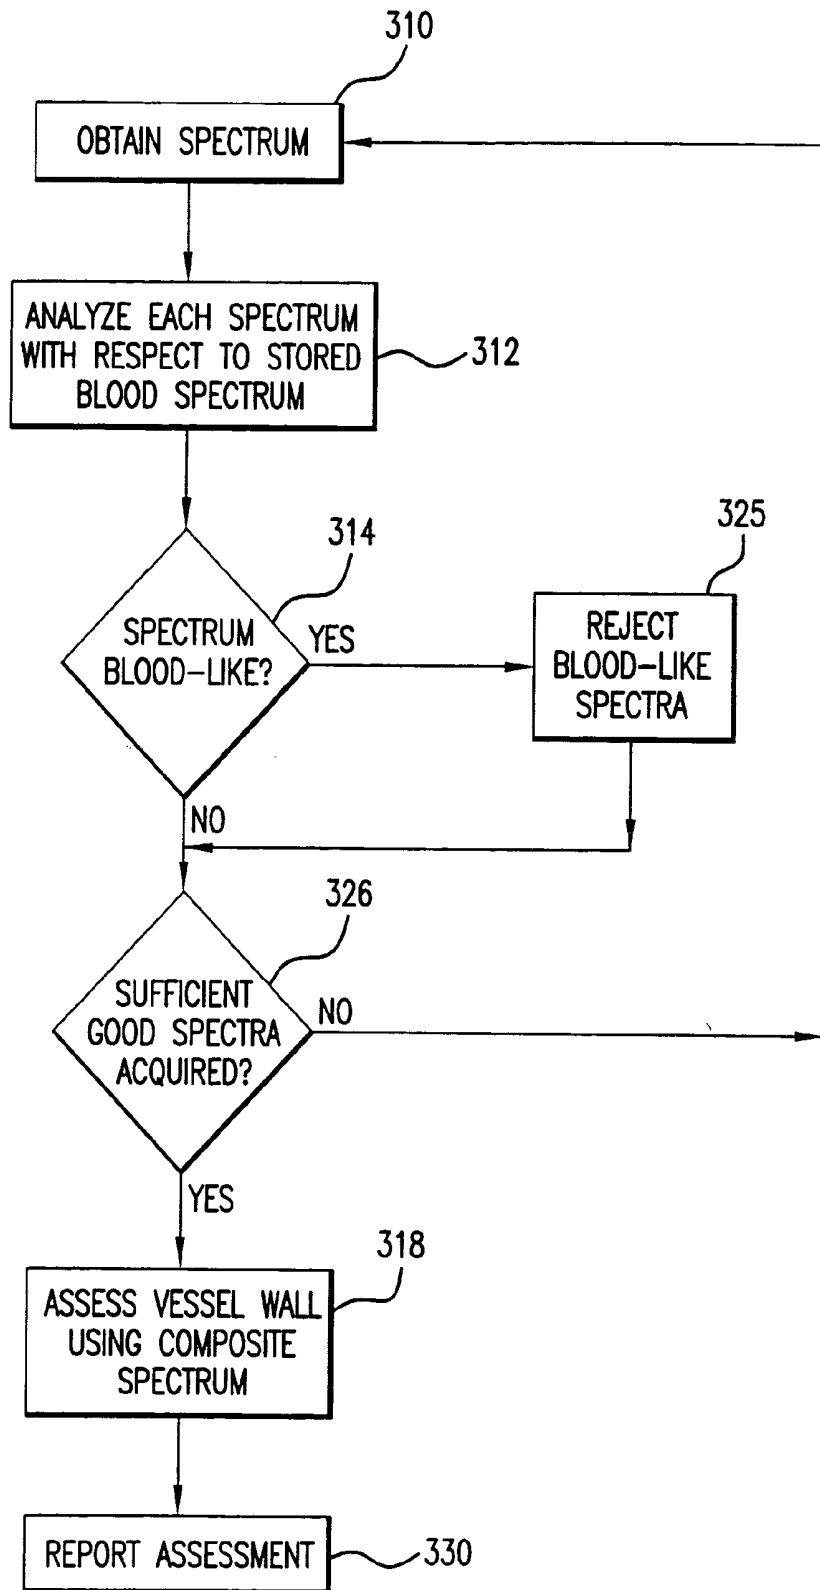 310
OBTAIN SPECTRUM
ANALYZE EACH SPECTRUM
WITH RESPECT TO STORED
BLOOD SPECTRUM
312
314
325
SPECTRUM
BLOOD-LIKE?
YES
REJECT
BLOOD-LIKE
SPECTRA
NO
326
SUFFICIENT
GOOD SPECTRA
ACQUIRED?
NO
YES
318
ASSESS VESSEL WALL
USING COMPOSITE
SPECTRUM
REPORT ASSESSMENT
330